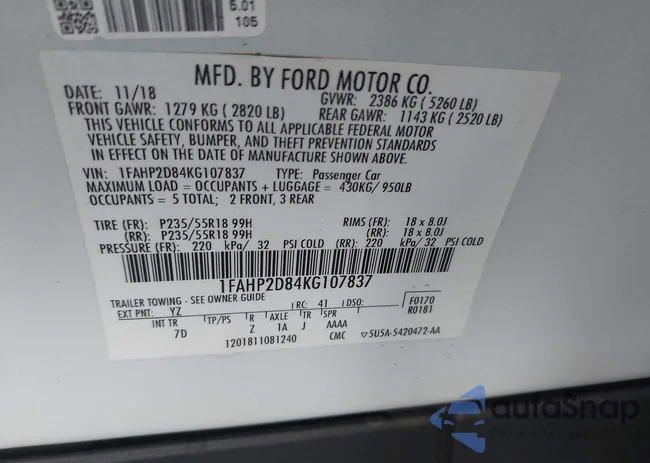 5.01
105
MFD. BY FORD MOTOR CO.
DATE: 11/18 GVWR: 2386 KG ( 5260 LB)
FRONT GAWR: 1279 KG ( 2820 LB) REAR GAWR: 1143 KG ( 2520 LB)
THIS VEHICLE CONFORMS TO ALL APPLICABLE FEDERAL MOTOR
VEHICLE SAFETY, BUMPER, AND THEFT PREVENTION STANDARDS
IN EFFECT ON THE DATE OF MANUFACTURE SHOWN ABOVE.
VIN: 1FAHP2D84KG107837 TYPE: Passenger Car
MAXIMUM LOAD = OCCUPANTS + LUGGAGE = 430KG/ 950LB
OCCUPANTS = 5 TOTAL; 2 FRONT, 3 REAR
TIRE (FR): P235/55R18 99H RIMS (FR): 18 x 8.0J
(RR): P235/55R18 99H (RR): 18 x 8.0J
PRESSURE (FR): 220 kPa/ 32 PSI COLD (RR): 220 kPa/ 32 PSI COLD
1FAHP2D84KG107837
TRAILER TOWING - SEE OWNER GUIDE
EXT PNT: YZ RC: 41 DSO: F0170
R0181
INT TR TP/PS R AXLE TR SPR
7D Z 1A J AAAA
1201811081240 CMC 5U5A-5420472-AA
autoSnap